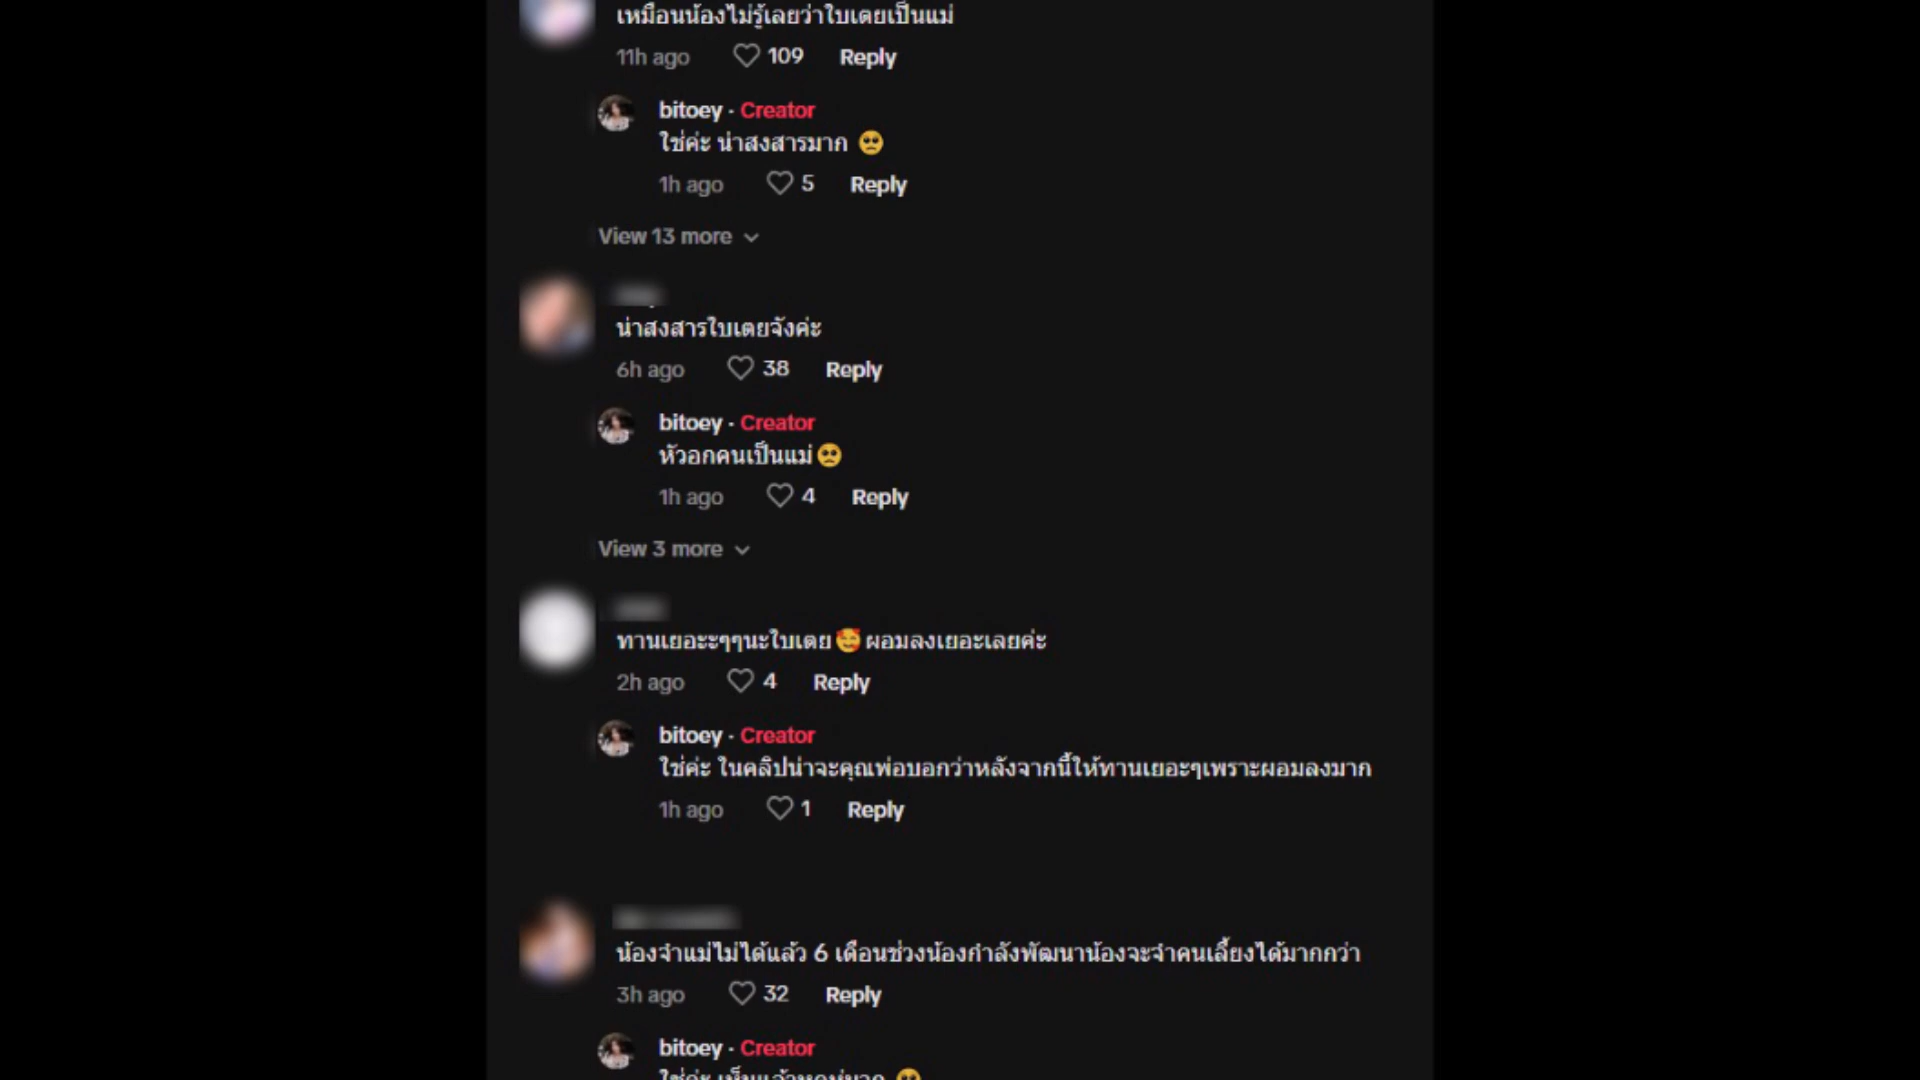 เหมือนน้องไม่รู้เลยว่าใบเตยเป็นแม่
11h ago 109 Reply
bitoey · Creator
ใช่ค่ะ น่าสงสารมาก 🥺
1h ago 5 Reply
View 13 more
น่าสงสารใบเตยจังค่ะ
6h ago 38 Reply
bitoey · Creator
หัวอกคนเป็นแม่🥺
1h ago 4 Reply
View 3 more
ทานเยอะะๆๆนะใบเตย🥰ผอมลงเยอะเลยค่ะ
2h ago 4 Reply
bitoey · Creator
ใช่ค่ะ ในคลิปน่าจะคุณพ่อบอกว่าหลังจากนี้ให้ทานเยอะๆเพราะผอมลงมาก
1h ago 1 Reply
น้องจำแม่ไม่ได้แล้ว 6 เดือนช่วงน้องกำลังพัฒนาน้องจะจำคนเลี้ยงได้มากกว่า
3h ago 32 Reply
bitoey · Creator
ใช่ค่ะ